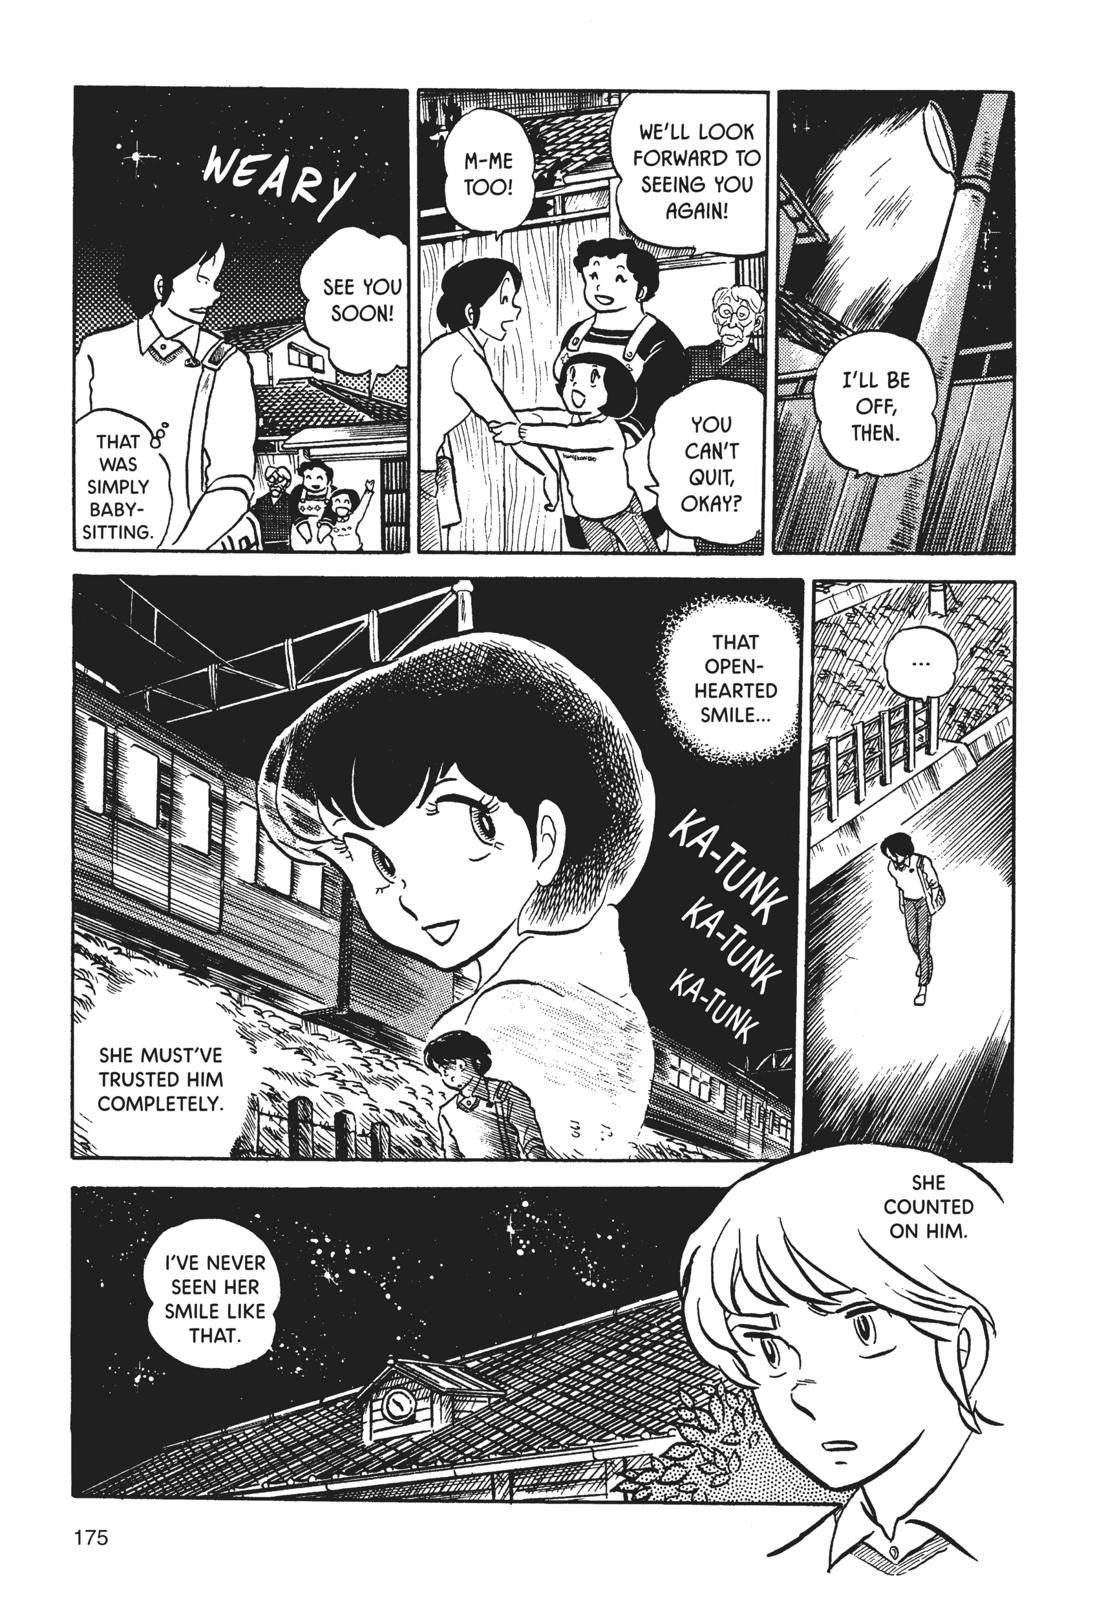 I'LL BE
OFF,
THEN.
WE'LL LOOK
FORWARD TO
SEEING YOU
AGAIN!
M-ME
TOO!
YOU
CAN'T
QUIT,
OKAY?
WEARY
SEE YOU
SOON!
THAT
WAS
SIMPLY
BABY-
SITTING.
...
THAT
OPEN-
HEARTED
SMILE...
KA-TUNK
KA-TUNK
KA-TUNK
SHE MUST'VE
TRUSTED HIM
COMPLETELY.
SHE
COUNTED
ON HIM.
I'VE NEVER
SEEN HER
SMILE LIKE
THAT.
175